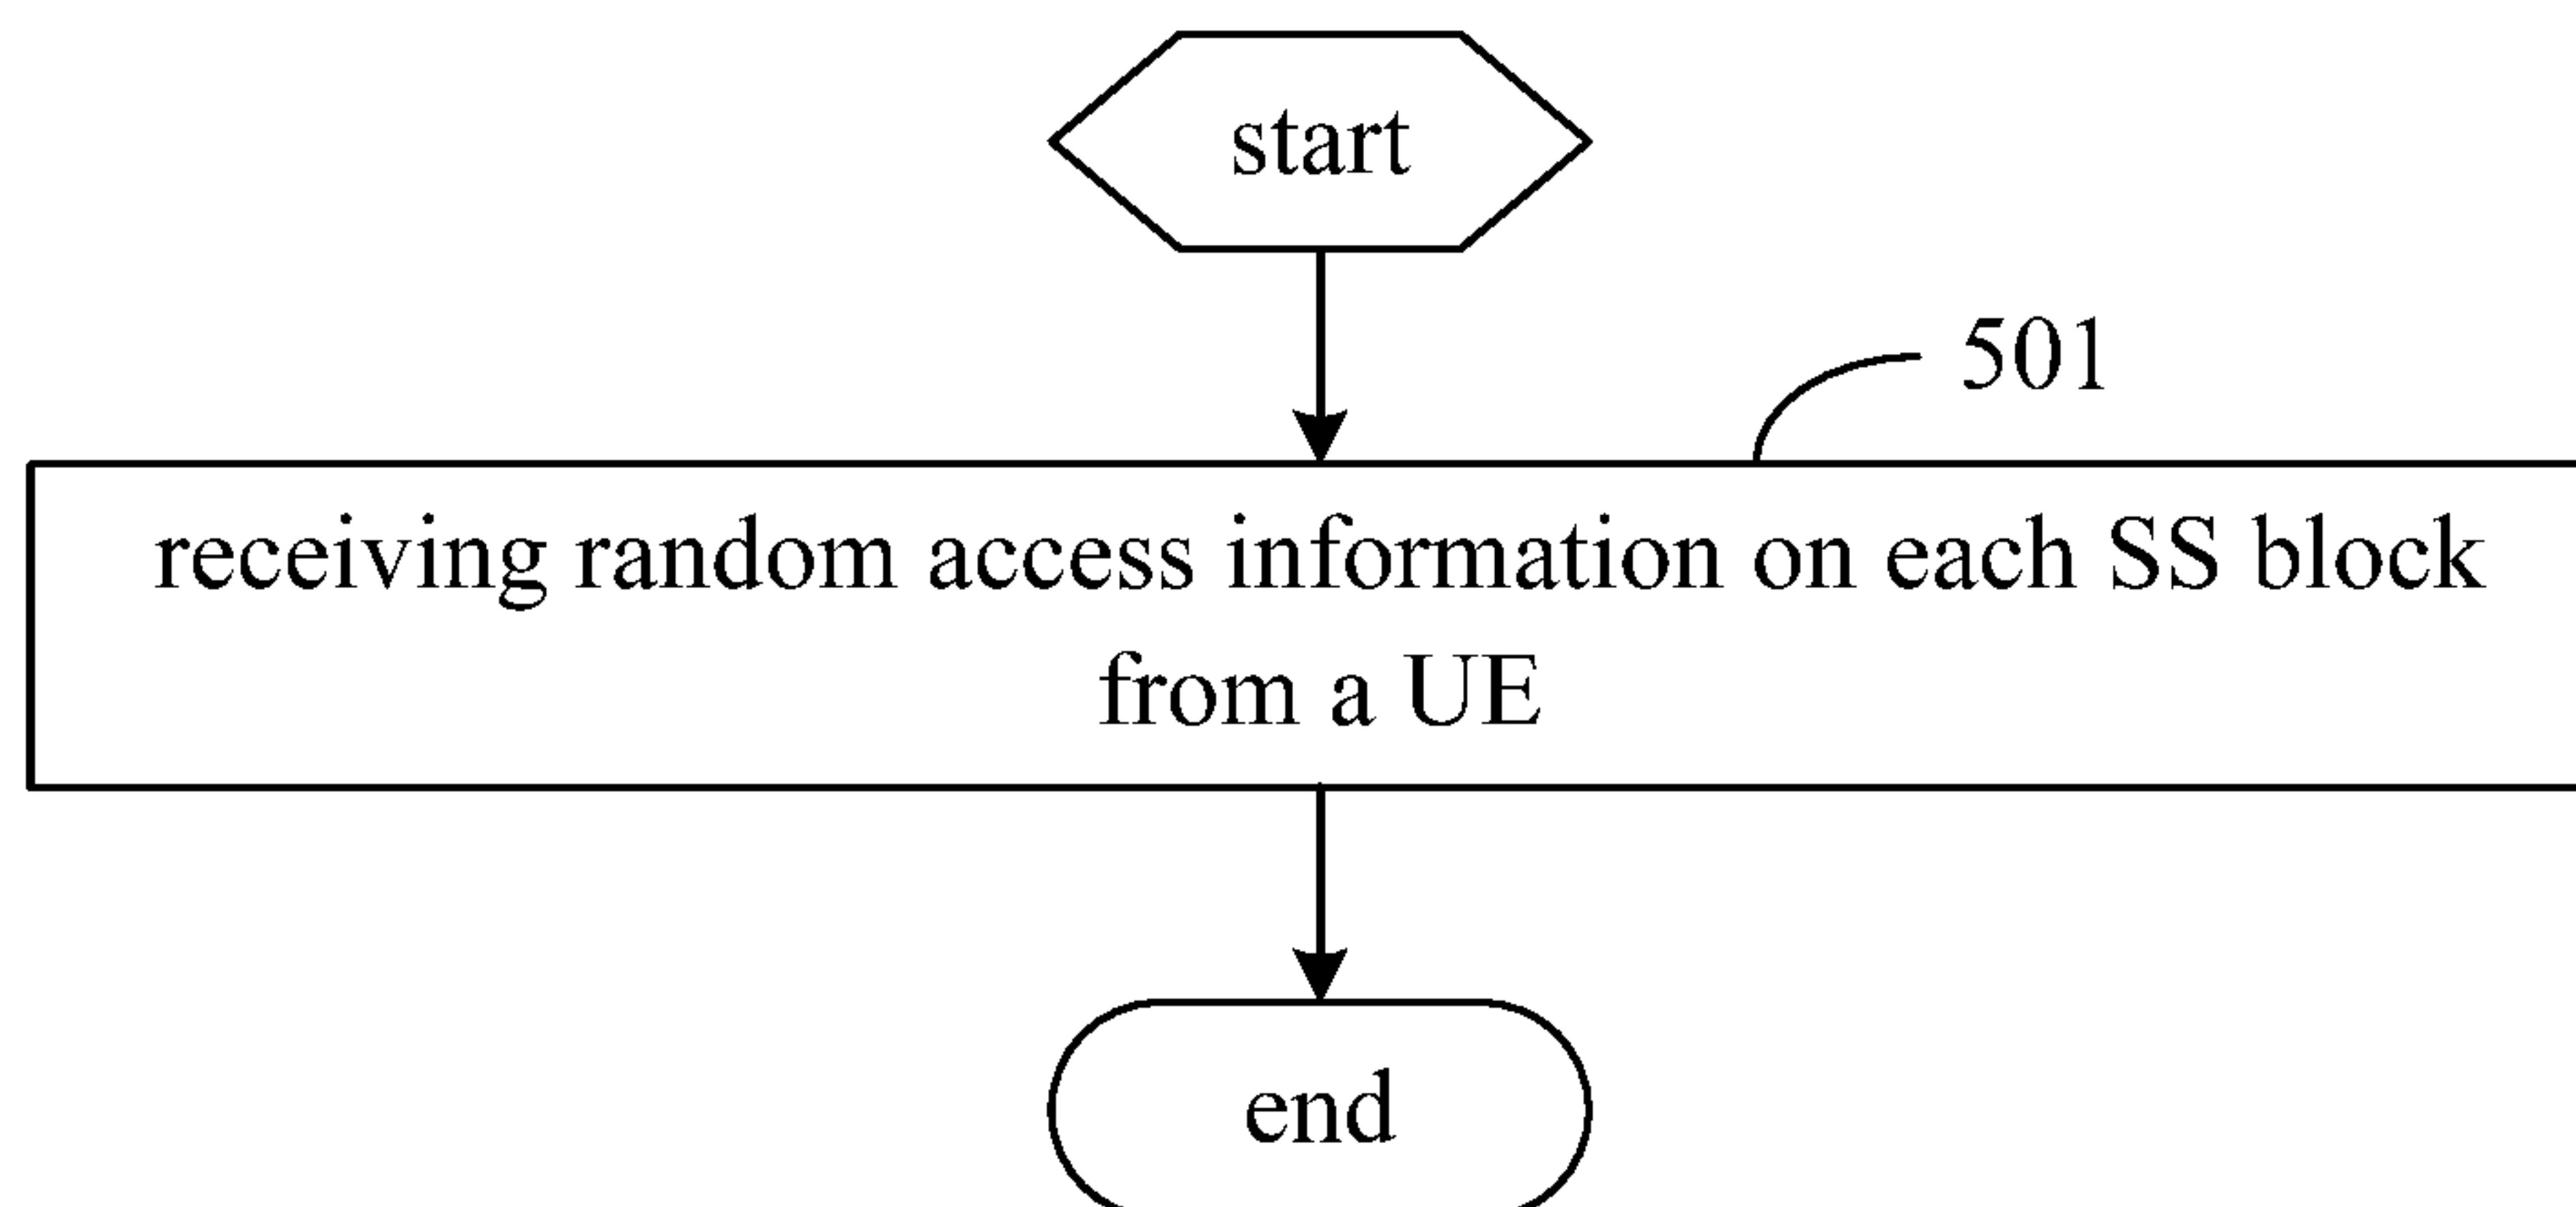 start
501
receiving random access information on each SS block
from a UE
end